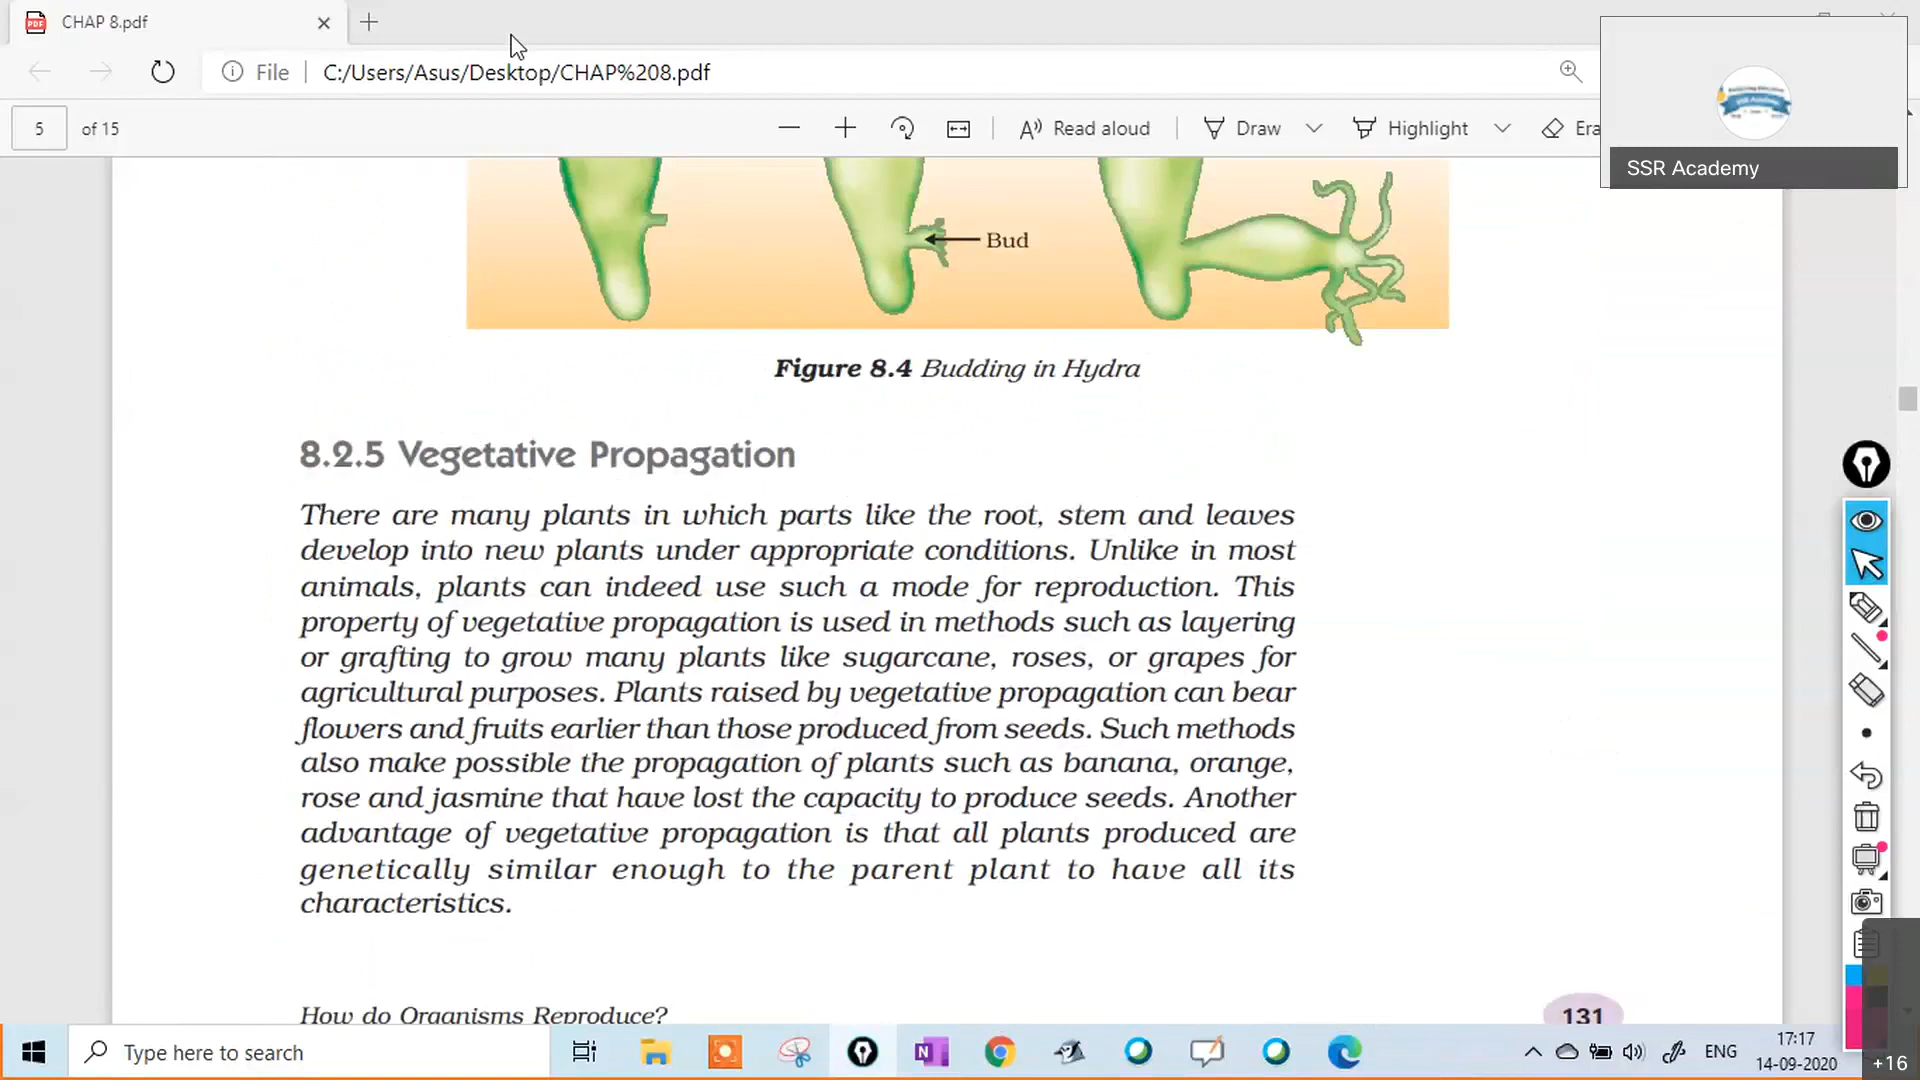 CHAP 8.pdf
File C:/Users/Asus/Desktop/CHAP%208.pdf
5 of 15
Read aloud Draw Highlight Era
SSR Academy
Bud
Figure 8.4 Budding in Hydra
8.2.5 Vegetative Propagation
There are many plants in which parts like the root, stem and leaves
develop into new plants under appropriate conditions. Unlike in most
animals, plants can indeed use such a mode for reproduction. This
property of vegetative propagation is used in methods such as layering
or grafting to grow many plants like sugarcane, roses, or grapes for
agricultural purposes. Plants raised by vegetative propagation can bear
flowers and fruits earlier than those produced from seeds. Such methods
also make possible the propagation of plants such as banana, orange,
rose and jasmine that have lost the capacity to produce seeds. Another
advantage of vegetative propagation is that all plants produced are
genetically similar enough to the parent plant to have all its
characteristics.
How do Organisms Reproduce?
131
Type here to search
ENG
17:17
14-09-2020
+16